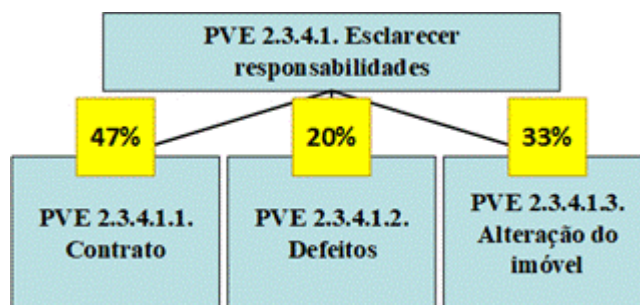 PVE 2.3.4.1. Esclarecer
responsabilidades
47%
20%
33%
PVE 2.3.4.1.1.
Contrato
PVE 2.3.4.1.2.
Defeitos
PVE 2.3.4.1.3.
Alteração do
imóvel